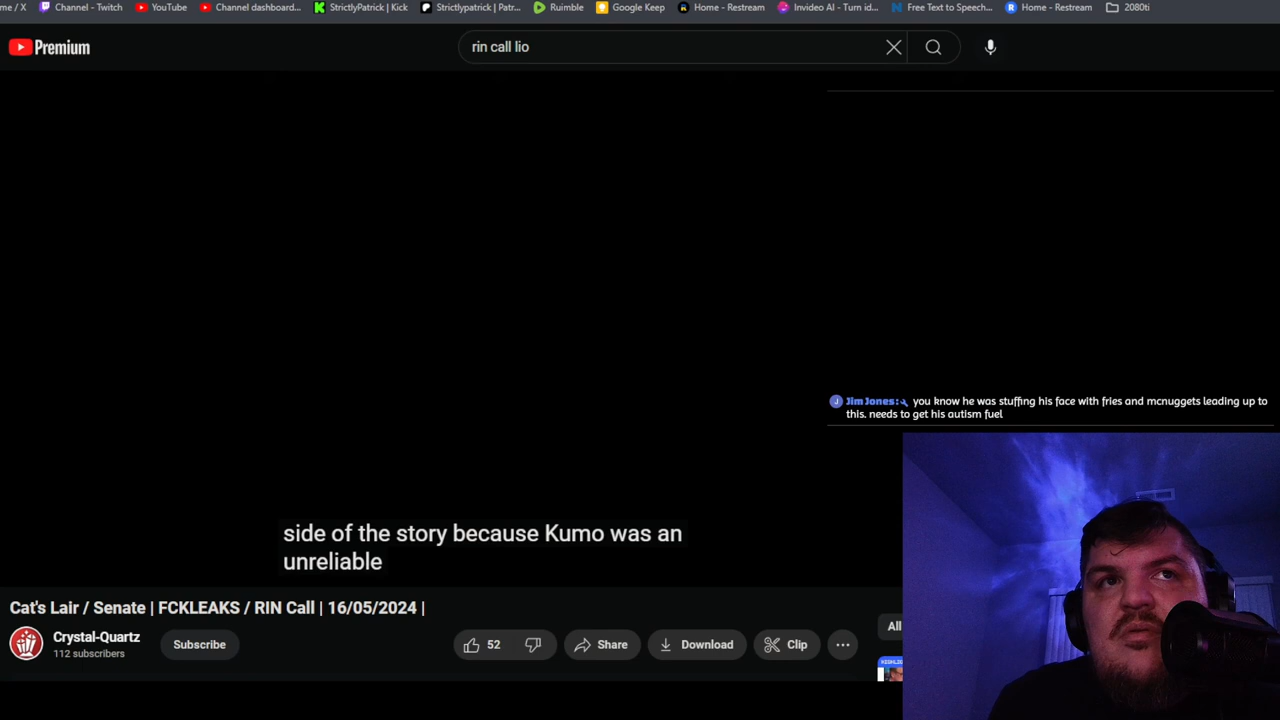 me / X Channel - Twitch YouTube Channel dashboard... StrictlyPatrick | Kick Strictlypatrick | Patr... Rumble Google Keep Home - Restream Invideo AI - Turn id... Free Text to Speech... Home - Restream 2080ti
Premium
rin call lio
Jim Jones: you know he was stuffing his face with fries and mcnuggets leading up to
this. needs to get his autism fuel
side of the story because Kumo was an
unreliable
Cat's Lair / Senate | FCKLEAKS / RIN Call | 16/05/2024 |
Crystal-Quartz
112 subscribers
Subscribe
52
Share
Download
Clip
All